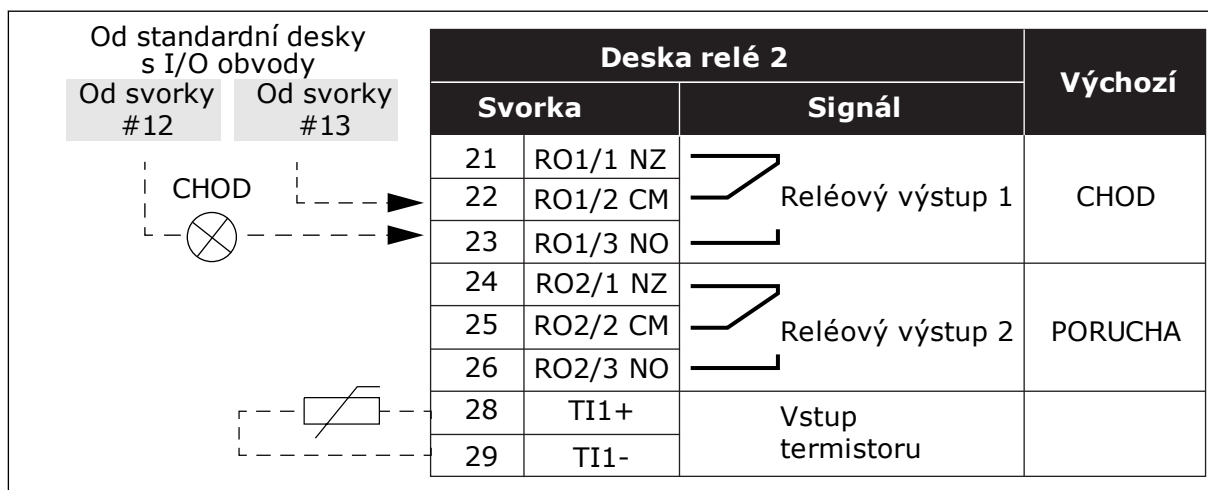 Od standardní desky
s I/O obvody
Od svorky
#12
Od svorky
#13
CHOD
Deska relé 2
Výchozí
Svorka
Signál
21 RO1/1 NZ
22 RO1/2 CM
23 RO1/3 NO
Reléový výstup 1
CHOD
24 RO2/1 NZ
25 RO2/2 CM
26 RO2/3 NO
Reléový výstup 2
PORUCHA
28 TI1+
29 TI1-
Vstup
termistoru